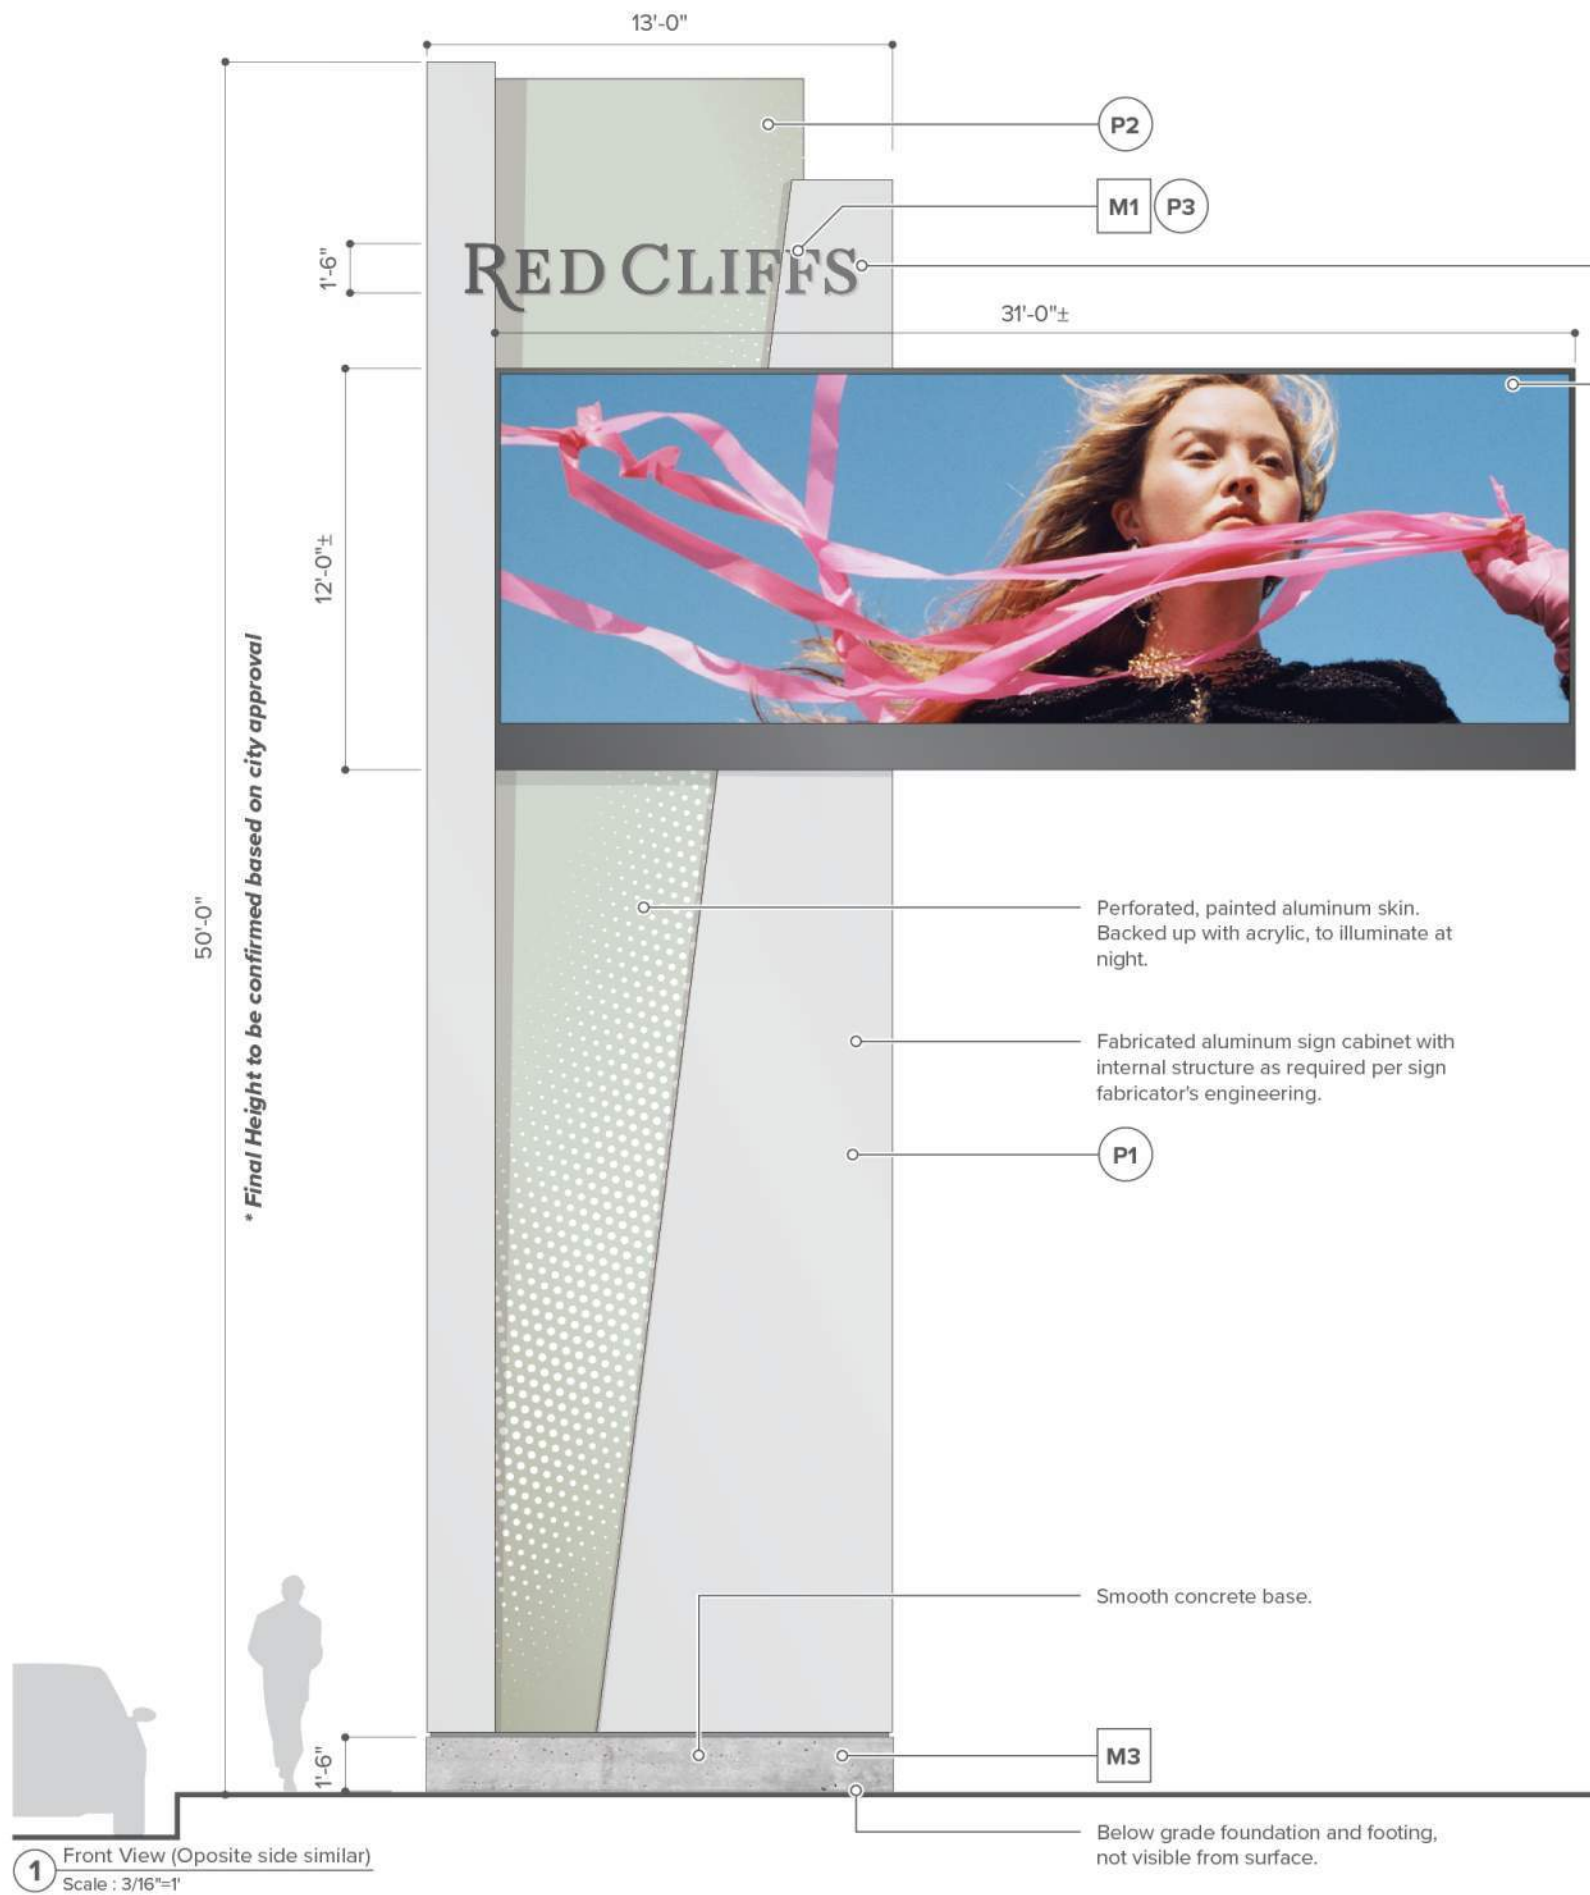 13'-0"
P2
M1
P3
1'-6"
RED CLIFFS
31'-0"±
12'-0"±
* Final Height to be confirmed based on city approval
50'-0"
Perforated, painted aluminum skin.
Backed up with acrylic, to illuminate at
night.
Fabricated aluminum sign cabinet with
internal structure as required per sign
fabricator's engineering.
P1
Smooth concrete base.
1'-6"
M3
Below grade foundation and footing,
not visible from surface.
1
Front View (Oposite side similar)
Scale : 3/16"=1'